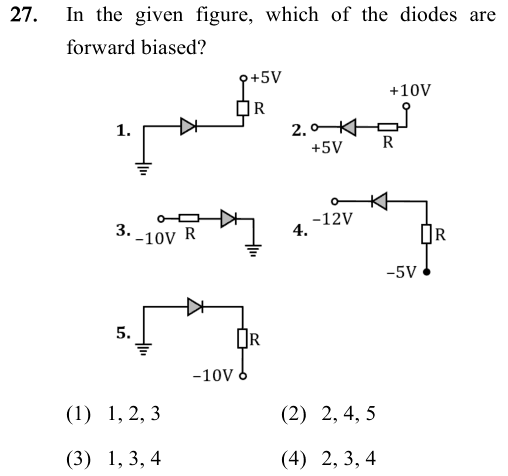 27. In the given figure, which of the diodes are
forward biased?
+5V
R
1.
+10V
2.
+5V
R
3.
−10V R
4.
−12V
R
−5V
5.
R
−10V
(1) 1, 2, 3
(2) 2, 4, 5
(3) 1, 3, 4
(4) 2, 3, 4